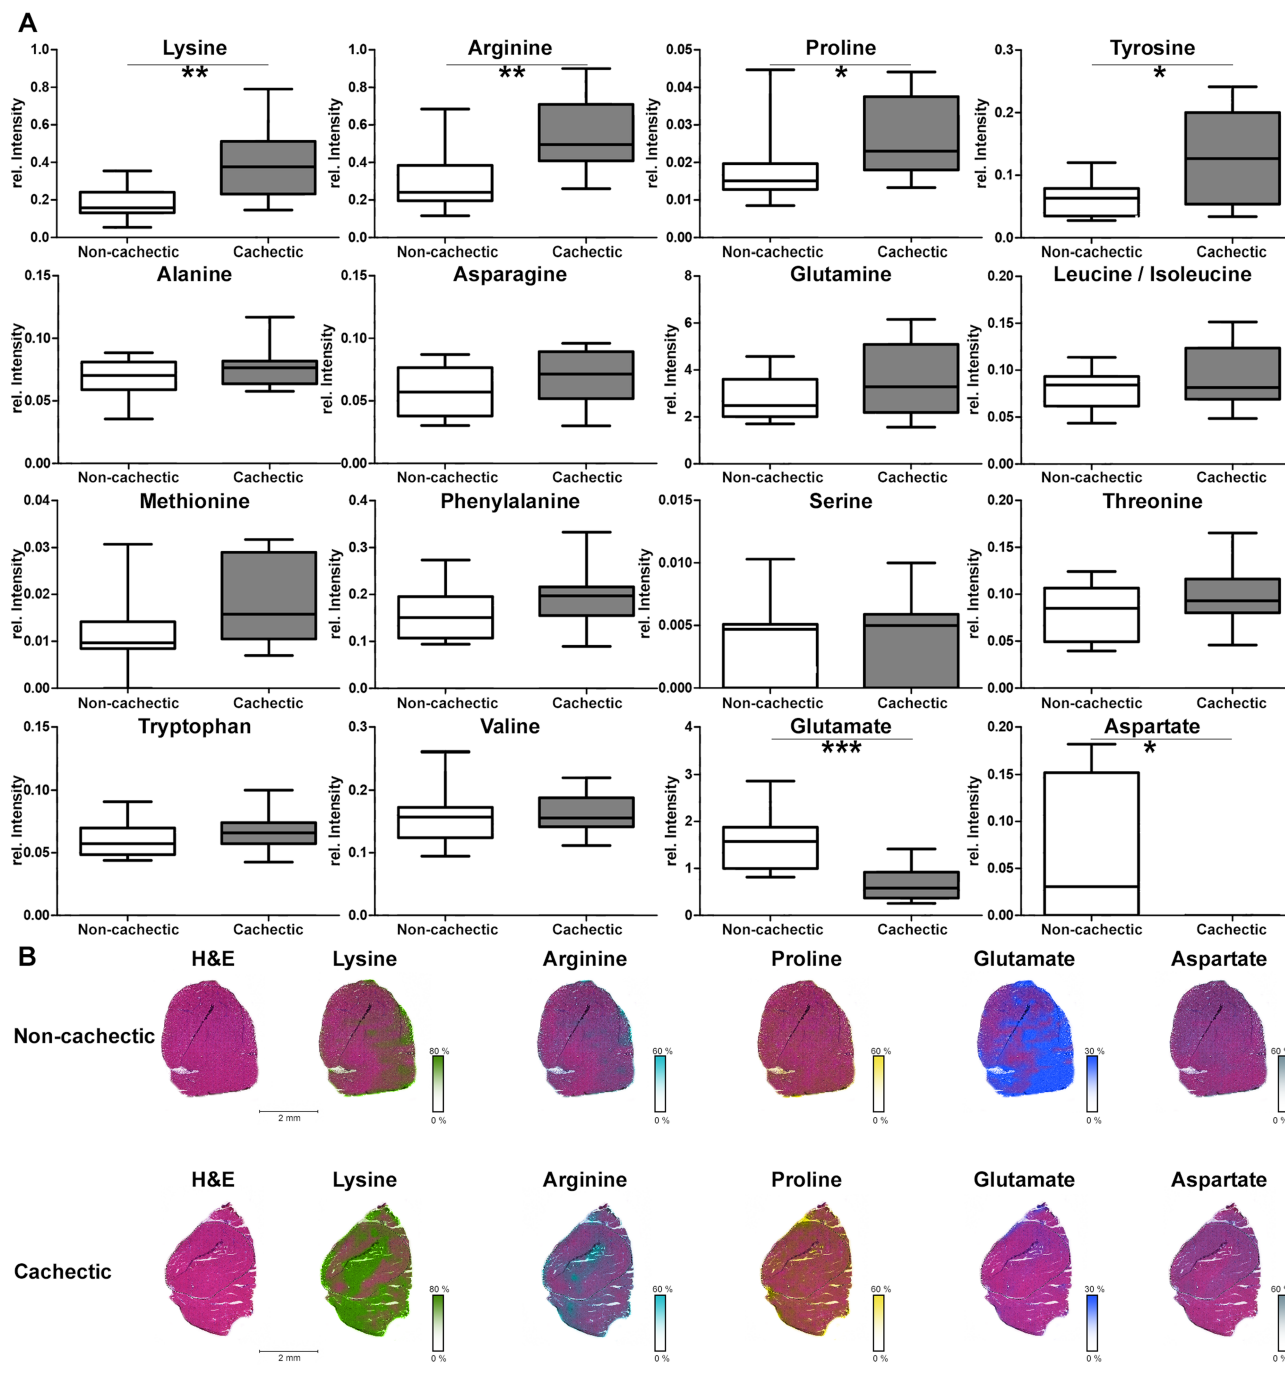 A
Lysine Arginine Proline Tyrosine
** ** * *
rel. Intensity rel. Intensity rel. Intensity rel. Intensity
1.0 1.0 0.05 0.3
0.8 0.8 0.04
0.6 0.6 0.03 0.2
0.4 0.4 0.02 0.1
0.2 0.2 0.01
0.0 0.0 0.00 0.0
Non-cachectic Cachectic Non-cachectic Cachectic Non-cachectic Cachectic Non-cachectic Cachectic
Alanine Asparagine Glutamine Leucine / Isoleucine
rel. Intensity rel. Intensity rel. Intensity rel. Intensity
0.15 0.15 8 0.20
0.10 0.10 6 0.15
4 0.10
0.05 0.05 2 0.05
0.00 0.00 0 0.00
Non-cachectic Cachectic Non-cachectic Cachectic Non-cachectic Cachectic Non-cachectic Cachectic
Methionine Phenylalanine Serine Threonine
rel. Intensity rel. Intensity rel. Intensity rel. Intensity
0.04 0.4 0.015 0.20
0.03 0.3 0.010 0.15
0.02 0.2 0.10
0.01 0.1 0.005 0.05
0.00 0.0 0.000 0.00
Non-cachectic Cachectic Non-cachectic Cachectic Non-cachectic Cachectic Non-cachectic Cachectic
Tryptophan Valine Glutamate Aspartate
*** *
rel. Intensity rel. Intensity rel. Intensity rel. Intensity
0.15 0.3 4 0.20
0.10 0.2 3 0.15
2 0.10
0.05 0.1 1 0.05
0.00 0.0 0 0.00
Non-cachectic Cachectic Non-cachectic Cachectic Non-cachectic Cachectic Non-cachectic Cachectic
B
H&E Lysine Arginine Proline Glutamate Aspartate
Non-cachectic
80 % 60 % 60 % 30 % 60 %
2 mm
0 % 0 % 0 % 0 % 0 %
H&E Lysine Arginine Proline Glutamate Aspartate
Cachectic
80 % 60 % 60 % 30 % 60 %
2 mm
0 % 0 % 0 % 0 % 0 %